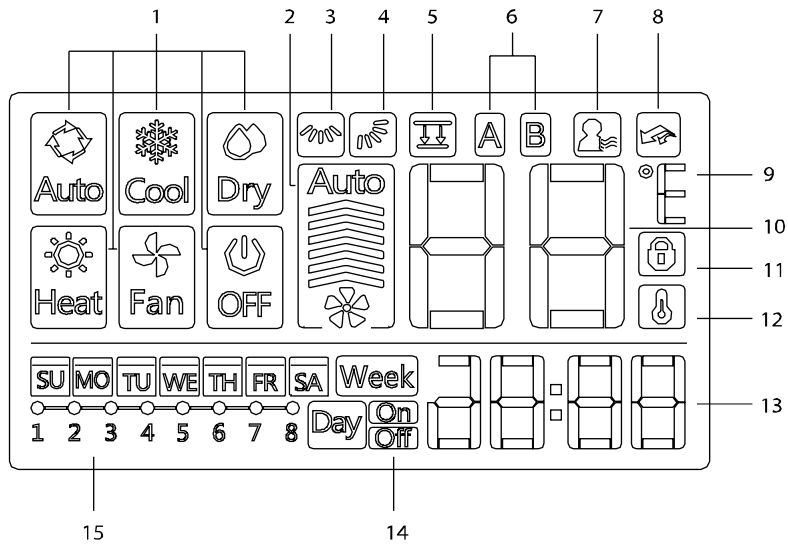 1 2 3 4 5 6 7 8
A B
Auto Cool Dry Auto
9
10
Heat Fan OFF
11
12
SU MO TU WE TH FR SA Week
38:88 13
1 2 3 4 5 6 7 8 Day On
Off
15 14